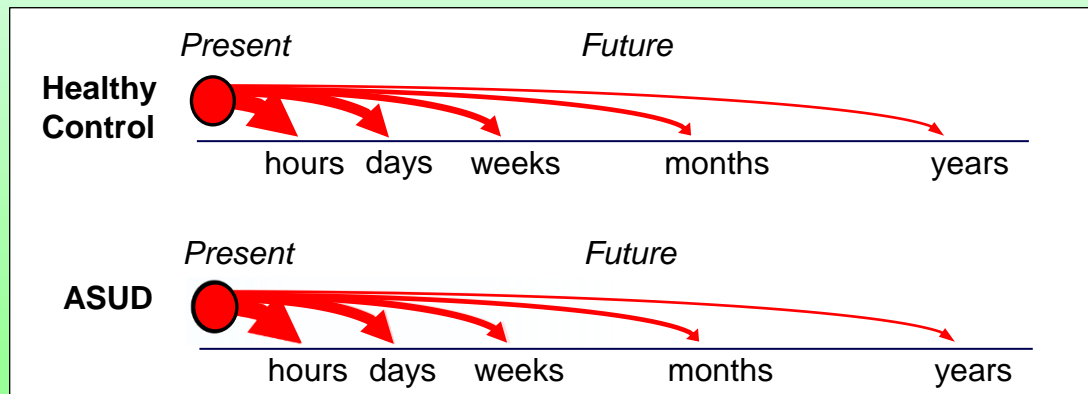 Present Future
Healthy
Control
hours days weeks months years
Present Future
ASUD
hours days weeks months years